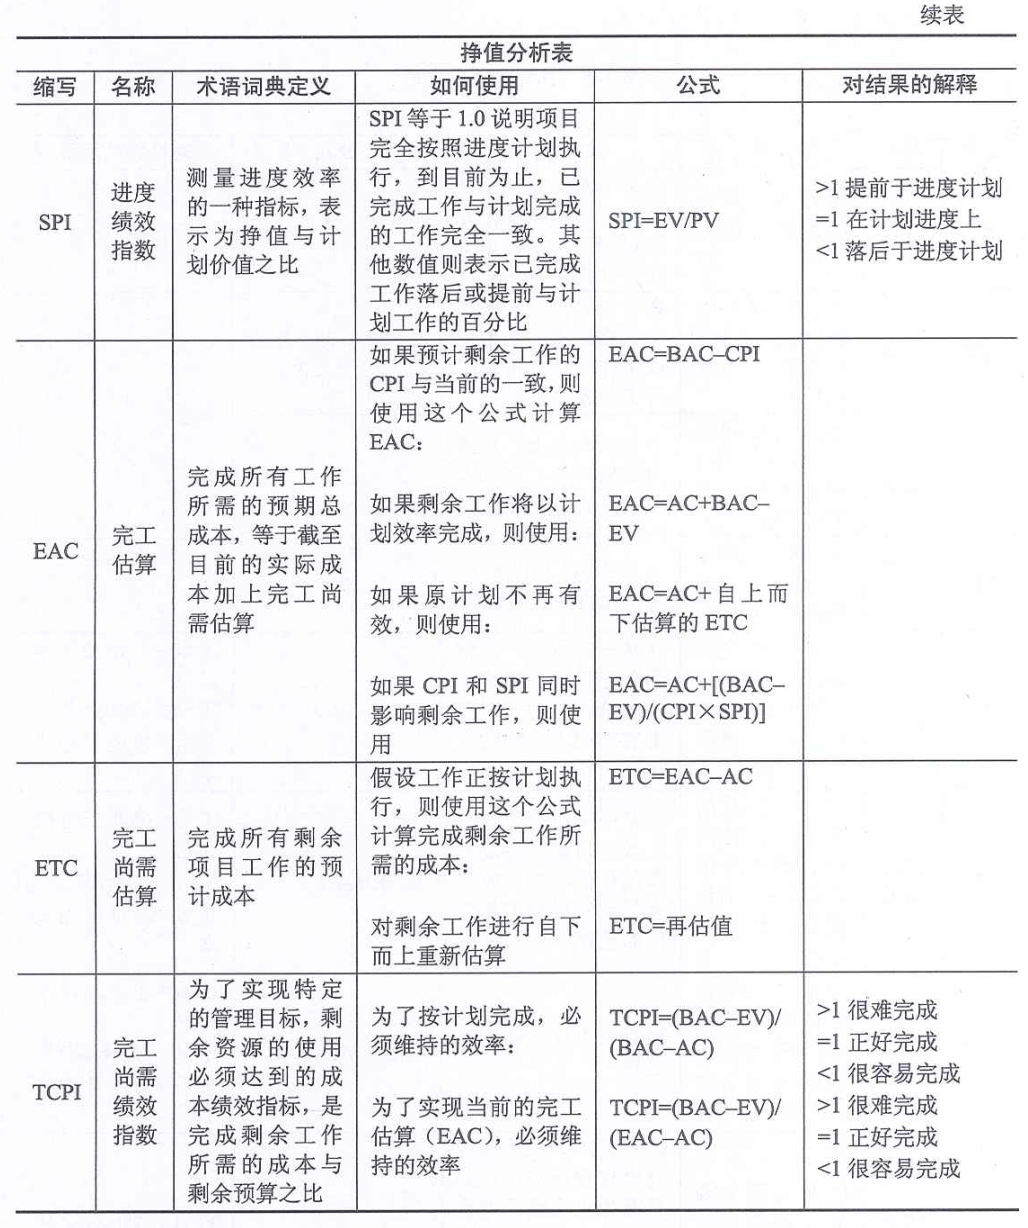 续表
挣值分析表
缩写 名称 术语词典定义 如何使用 公式 对结果的解释
SPI
进度
绩效
指数
测量进度效率
的一种指标，表
示为挣值与计
划价值之比
SPI 等于 1.0 说明项目
完全按照进度计划执
行，到目前为止，已
完成工作与计划完成
的工作完全一致。其
他数值则表示已完成
工作落后或提前与计
划工作的百分比
SPI=EV/PV
>1 提前于进度计划
=1 在计划进度上
<1 落后于进度计划
EAC
完工
估算
完成所有工作
所需的预期总
成本，等于截至
目前的实际成
本加上完工尚
需估算
如果预计剩余工作的
CPI 与当前的一致，则
使用这个公式计算
EAC：
EAC=BAC–CPI
如果剩余工作将以计
划效率完成，则使用：
EAC=AC+BAC–
EV
如果原计划不再有
效，则使用：
EAC=AC+自上而
下估算的 ETC
如果 CPI 和 SPI 同时
影响剩余工作，则使
用
EAC=AC+[(BAC–
EV)/(CPI×SPI)]
ETC
完工
尚需
估算
完成所有剩余
项目工作的预
计成本
假设工作正按计划执
行，则使用这个公式
计算完成剩余工作所
需的成本：
ETC=EAC–AC
对剩余工作进行自下
而上重新估算
ETC=再估值
TCPI
完工
尚需
绩效
指数
为了实现特定
的管理目标，剩
余资源的使用
必须达到的成
本绩效指标，是
完成剩余工作
所需的成本与
剩余预算之比
为了按计划完成，必
须维持的效率：
TCPI=(BAC–EV)/
(BAC–AC)
>1 很难完成
=1 正好完成
<1 很容易完成
为了实现当前的完工
估算（EAC），必须维
持的效率
TCPI=(BAC–EV)/
(EAC–AC)
>1 很难完成
=1 正好完成
<1 很容易完成